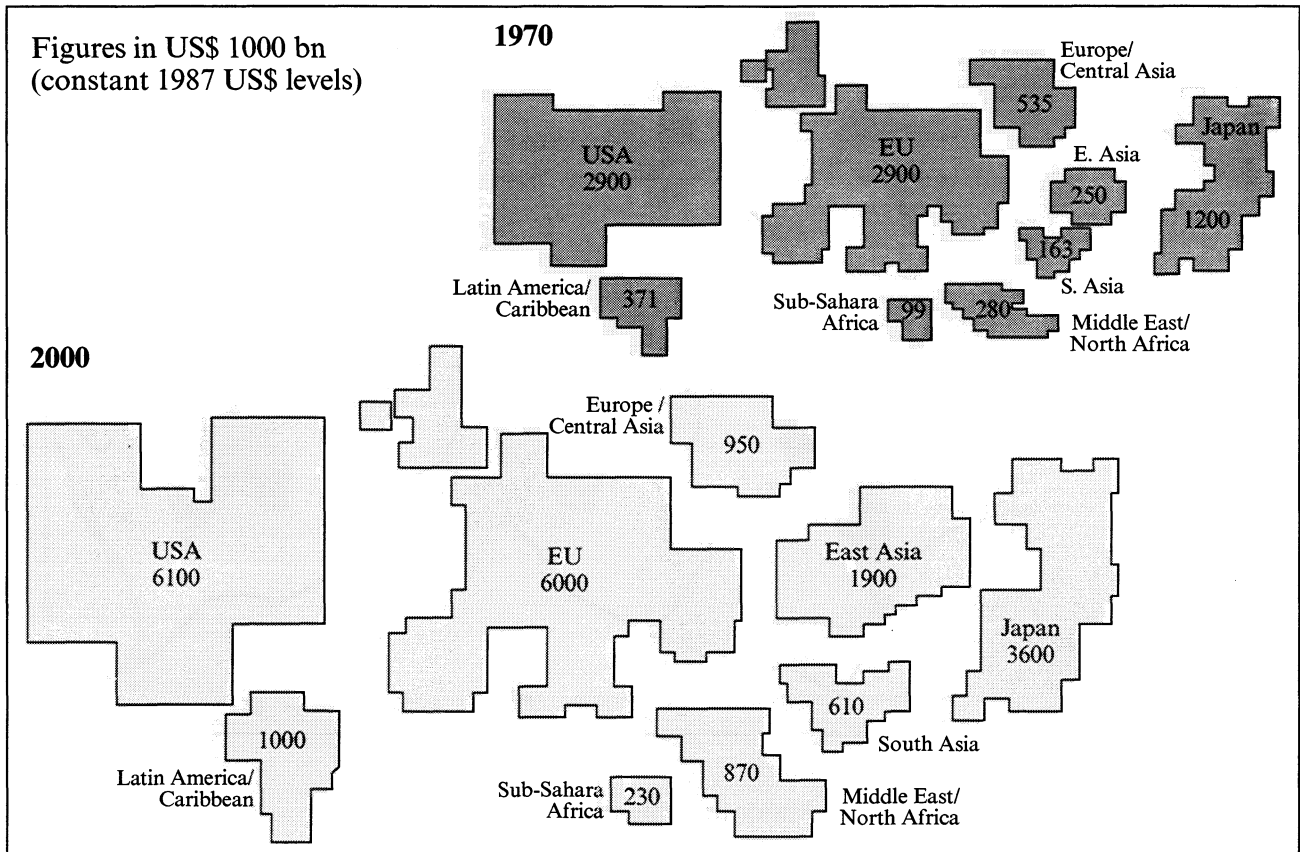 Figures in US$ 1000 bn
(constant 1987 US$ levels)
1970
USA
2900
EU
2900
Europe/
Central Asia
535
Japan
1200
E. Asia
250
163
S. Asia
Latin America/
Caribbean
371
Sub-Sahara
Africa
99
280
Middle East/
North Africa
2000
USA
6100
EU
6000
Europe /
Central Asia
950
East Asia
1900
Japan
3600
610
South Asia
1000
Latin America/
Caribbean
Sub-Sahara
Africa
230
870
Middle East/
North Africa